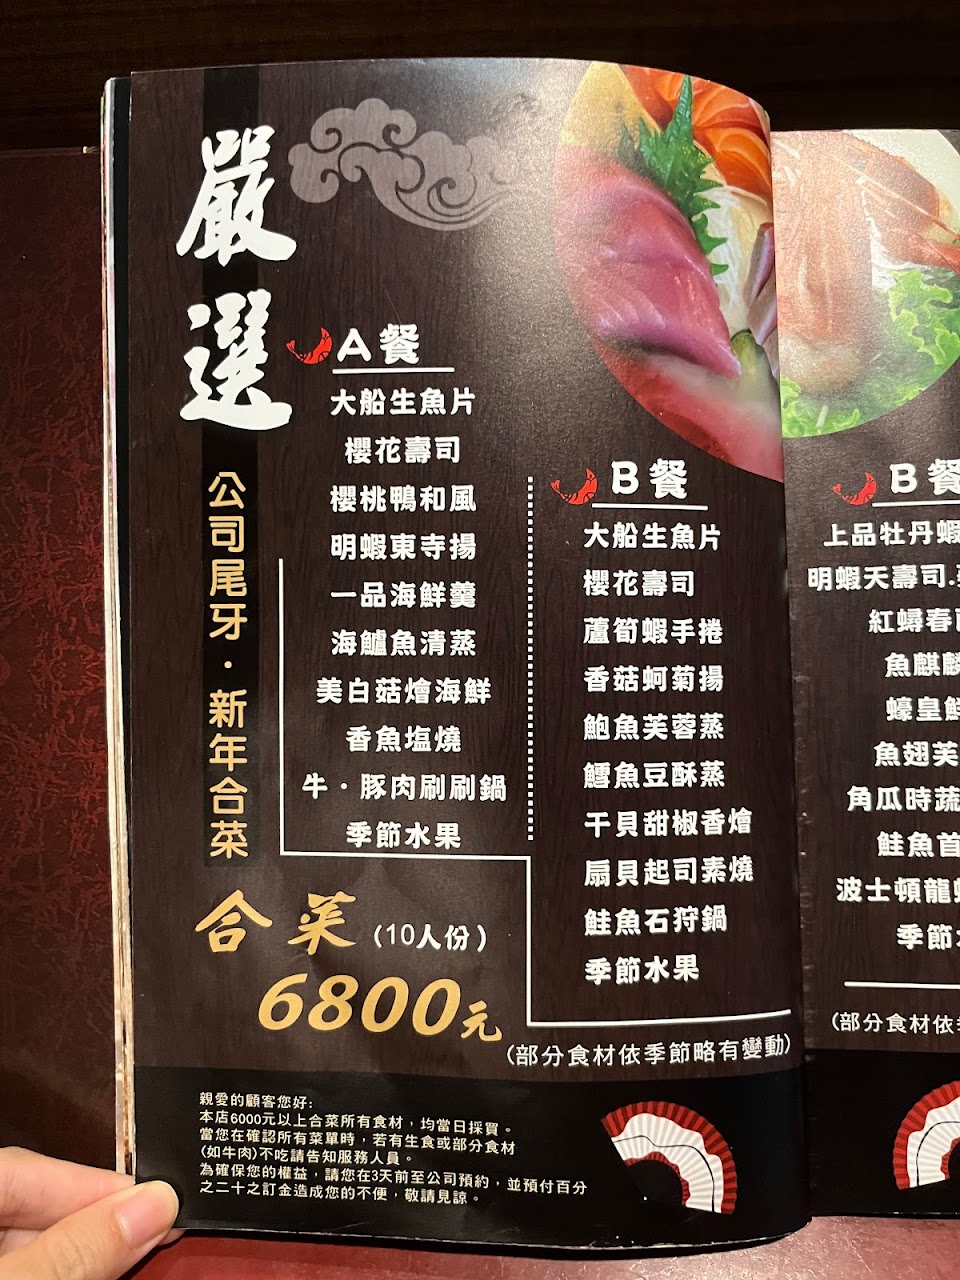 嚴選
公司尾牙·新年合菜
A餐
大船生魚片
櫻花壽司
櫻桃鴨和風
明蝦東寺揚
一品海鮮羹
海鱸魚清蒸
美白菇燴海鮮
香魚塩燒
牛·豚肉刷刷鍋
季節水果
B餐
大船生魚片
櫻花壽司
蘆筍蝦手捲
香菇蚵菊揚
鮑魚芙蓉蒸
鱈魚豆酥蒸
干貝甜椒香燴
扇貝起司素燒
鮭魚石狩鍋
季節水果
合菜(10人份)
6800元
(部分食材依季節略有變動)
親愛的顧客您好:
本店6000元以上合菜所有食材，均當日採買。
當您在確認所有菜單時，若有生食或部分食材
(如牛肉)不吃請告知服務人員。
為確保您的權益，請您在3天前至公司預約，並預付百分
之二十之訂金造成您的不便，敬請見諒。
B餐
上品牡丹蝦
明蝦天壽司.
紅蟳春
魚麒麟
蠔皇鮮
魚翅芙
角瓜時蔬
鮭魚首
波士頓龍蝦
季節
(部分食材依